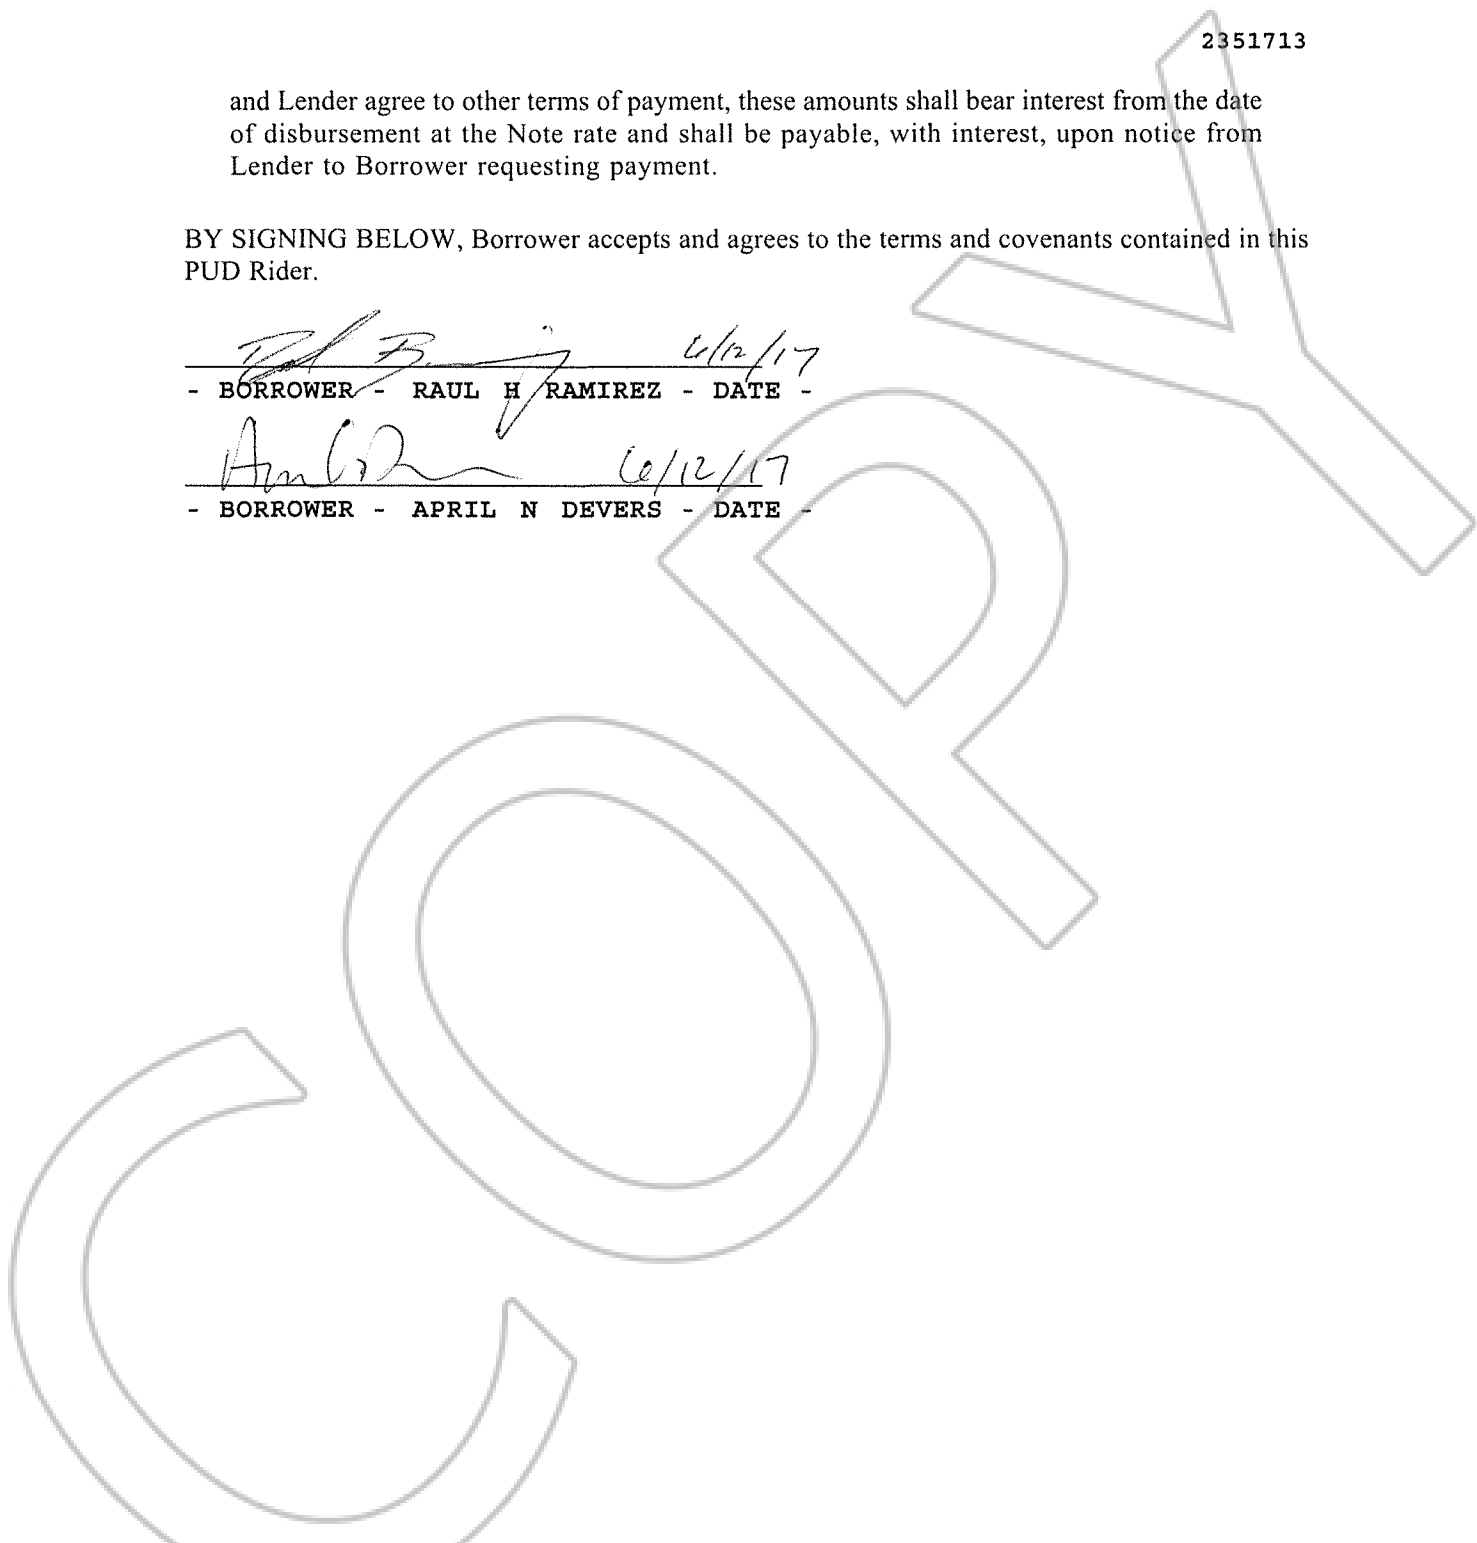 2351713
and Lender agree to other terms of payment, these amounts shall bear interest from the date
of disbursement at the Note rate and shall be payable, with interest, upon notice from
Lender to Borrower requesting payment.
BY SIGNING BELOW, Borrower accepts and agrees to the terms and covenants contained in this
PUD Rider.
6/12/17
- BORROWER - RAUL H RAMIREZ - DATE -
6/12/17
- BORROWER - APRIL N DEVERS - DATE -
COPY